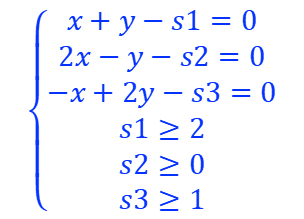 x + y − s1 = 0
2x − y − s2 = 0
−x + 2y − s3 = 0
s1 ≥ 2
s2 ≥ 0
s3 ≥ 1